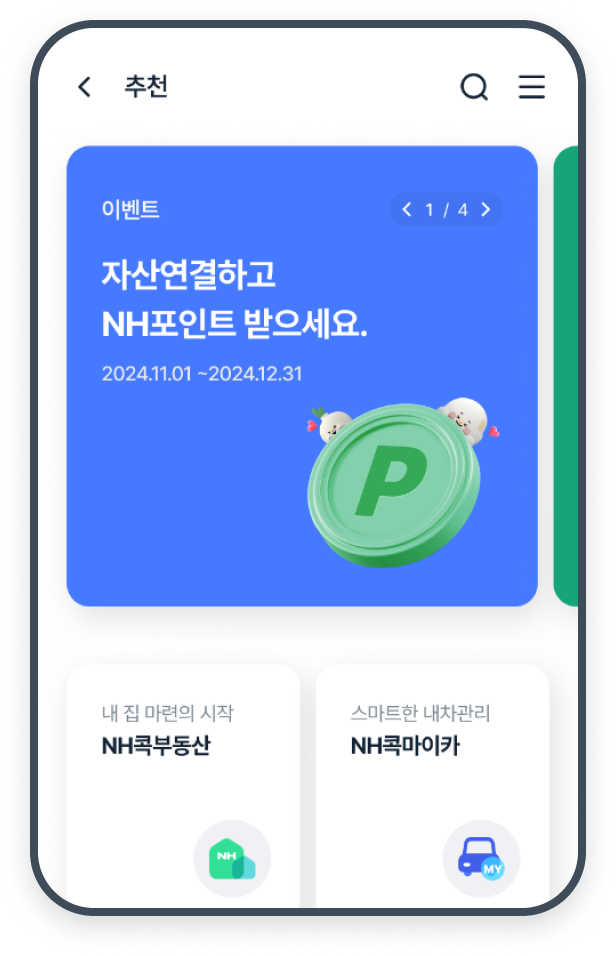 추천
이벤트
1 / 4
자산연결하고
NH포인트 받으세요.
2024.11.01 ~2024.12.31
P
내 집 마련의 시작
NH콕부동산
NH
스마트한 내차관리
NH콕마이카
MY